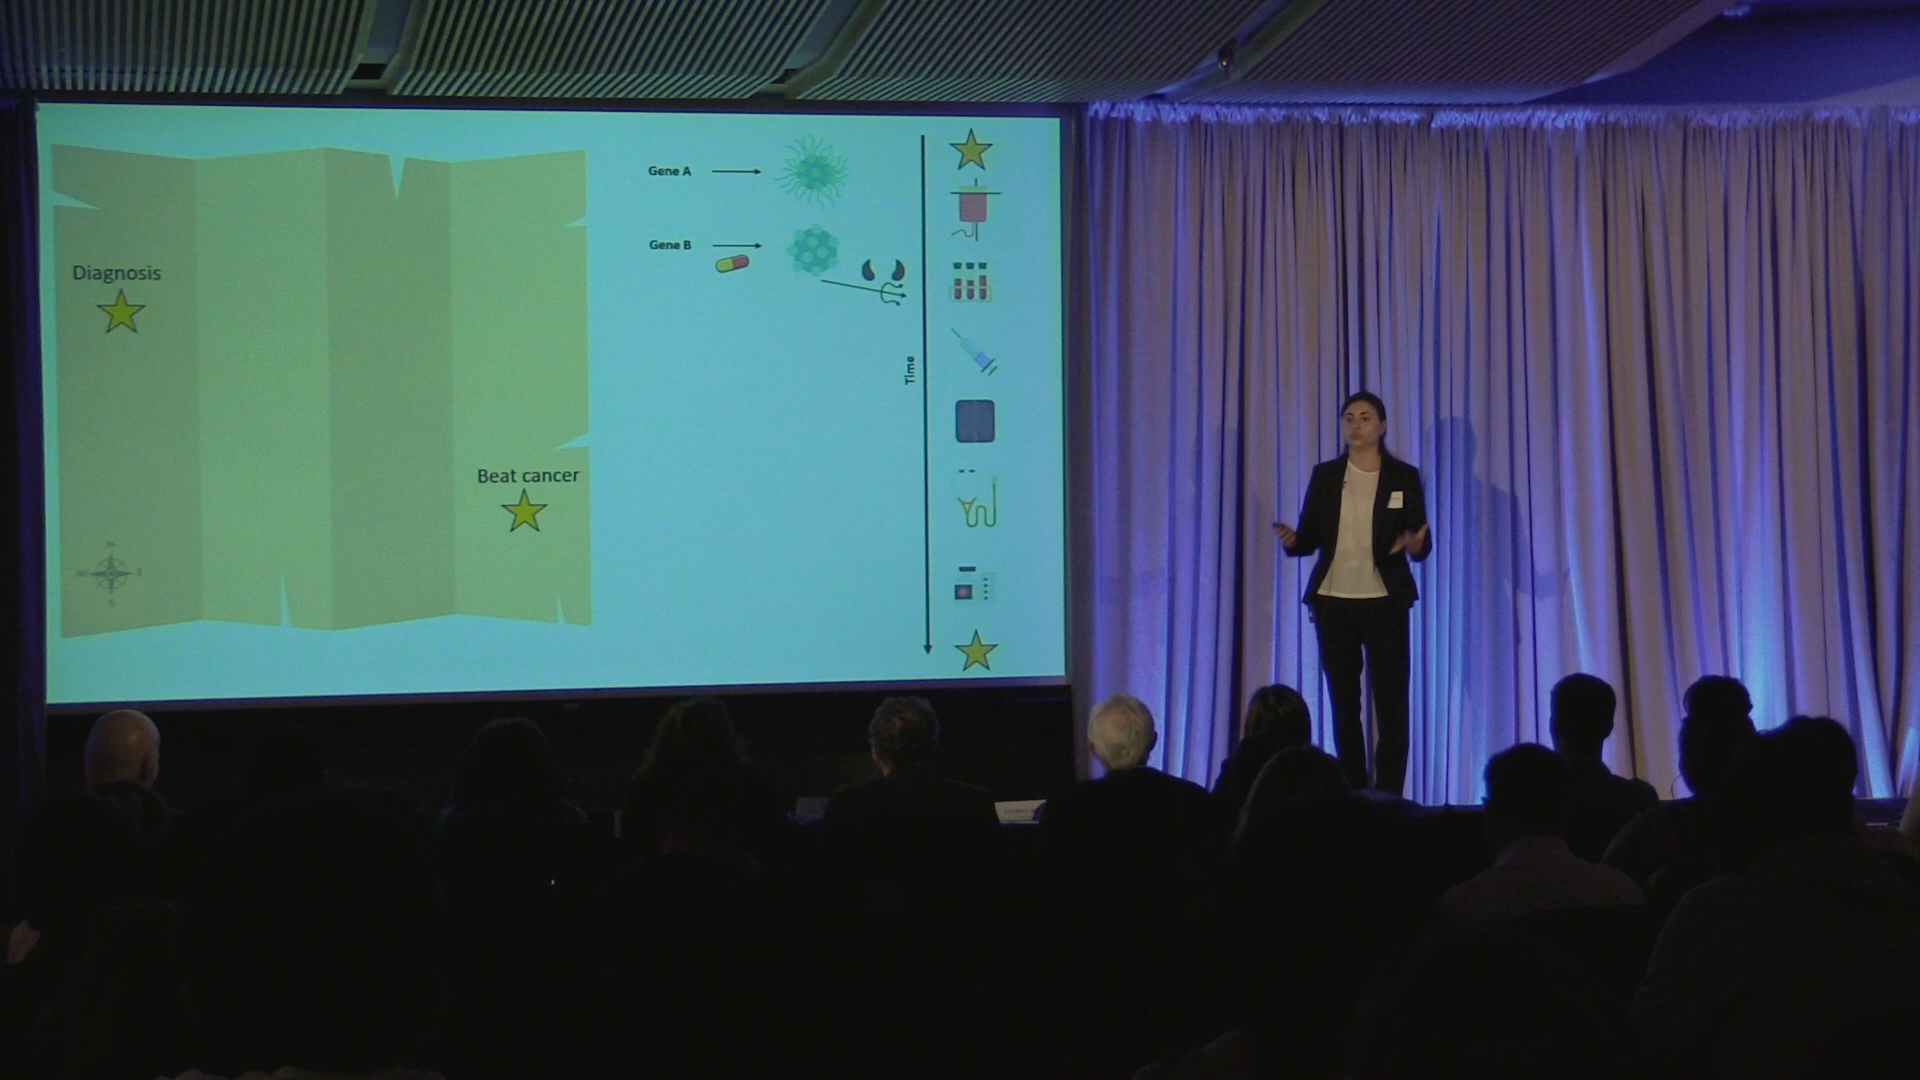 Diagnosis
Beat cancer
N
W
E
S
Gene A
Gene B
Time